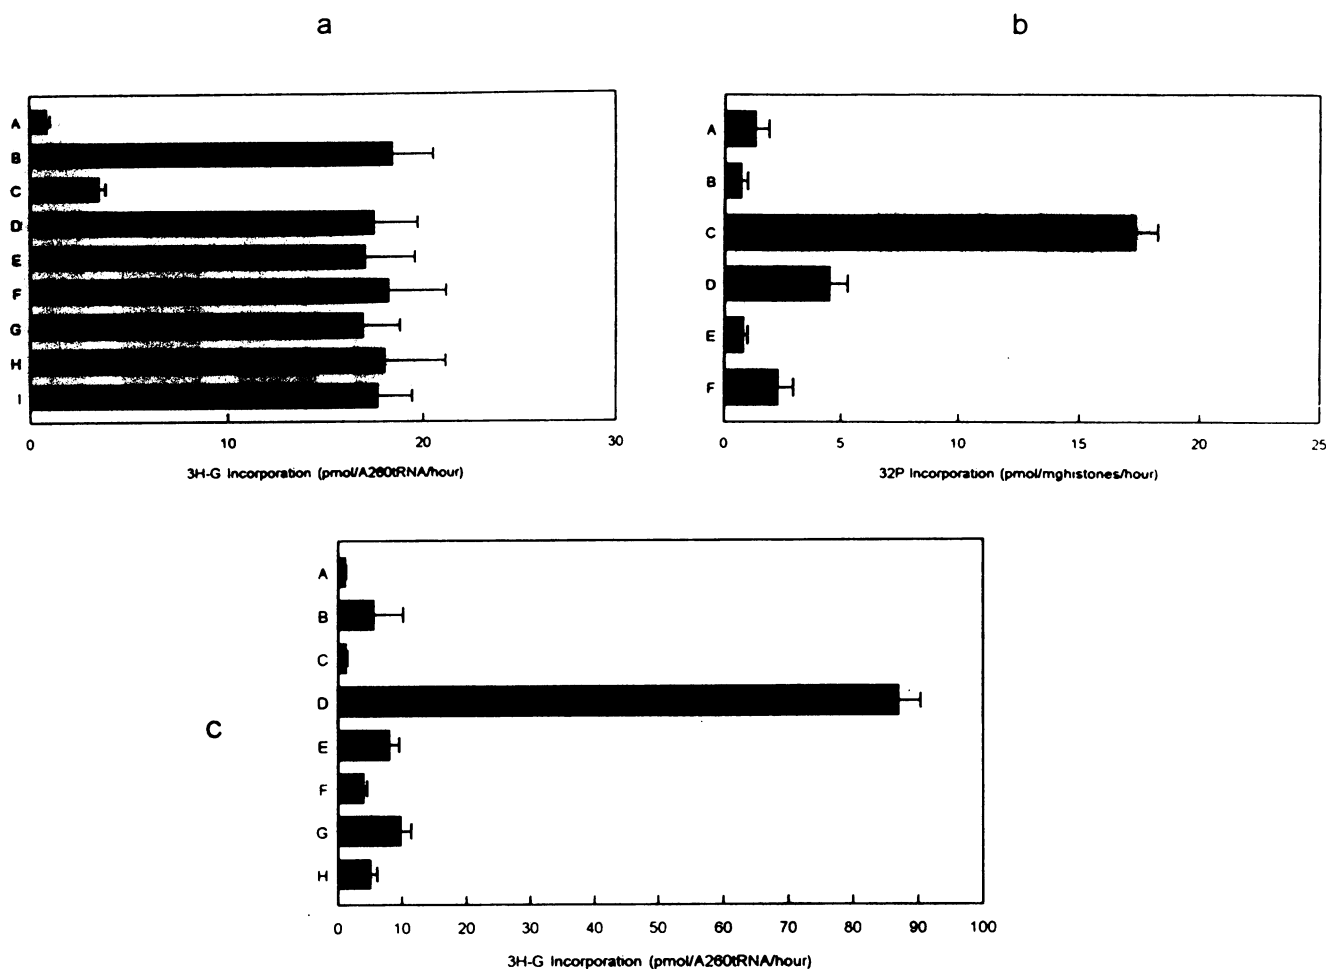 a
b
A
B
C
D
E
F
G
H
I
0 10 20 30
3H-G Incorporation (pmol/A260tRNA/hour)
A
B
C
D
E
F
0 5 10 15 20 25
32P Incorporation (pmol/mghistones/hour)
C
A
B
C
D
E
F
G
H
0 10 20 30 40 50 60 70 80 90 100
3H-G Incorporation (pmol/A260tRNA/hour)